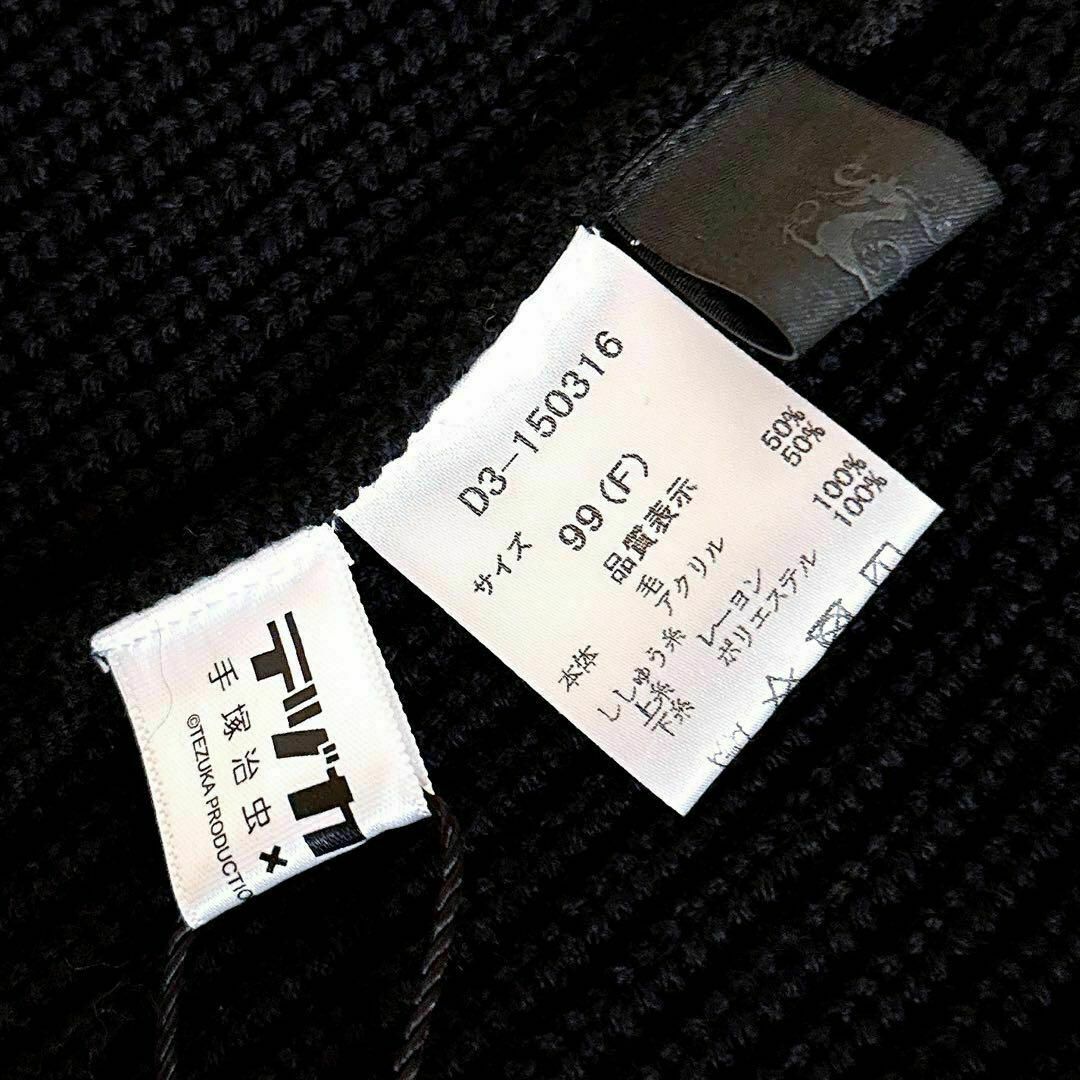 D3-150316
サイズ 99(F)
品質表示
本体 毛 50%
アクリル 50%
ししゅう糸
上糸 レーヨン 100%
下糸 ポリエステル 100%
手塚治虫×
©TEZUKA PRODUCTIO